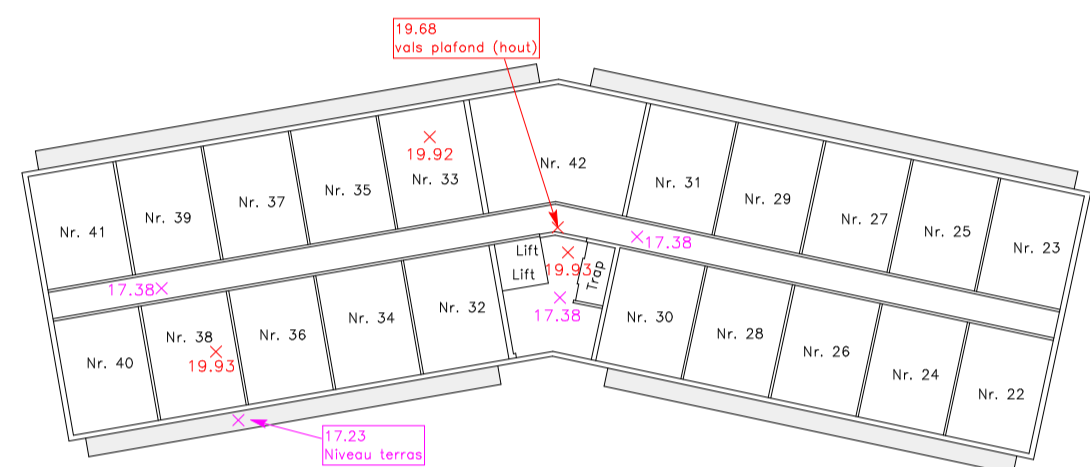 19.68
vals plafond (hout)
19.92
Nr. 33
Nr. 42
Nr. 35
Nr. 37
Nr. 39
Nr. 41
Nr. 31
Nr. 29
Nr. 27
Nr. 25
Nr. 23
17.38
17.38
Lift
Lift
19.93
Trap
17.38
Nr. 40
Nr. 38
19.93
Nr. 36
Nr. 34
Nr. 32
Nr. 30
Nr. 28
Nr. 26
Nr. 24
Nr. 22
17.23
Niveau terras